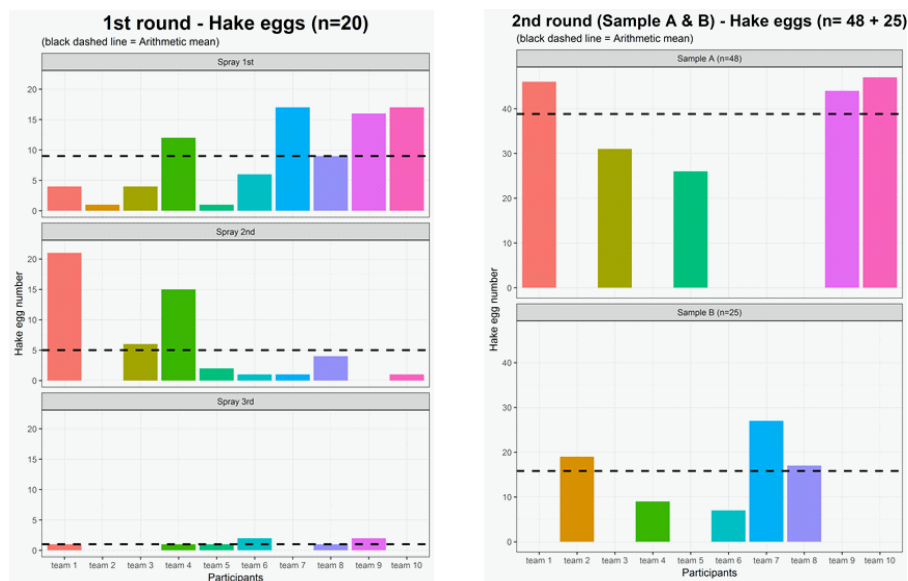 1st round - Hake eggs (n=20)
(black dashed line = Arithmetic mean)
Spray 1st
20
15
10
5
0
Spray 2nd
20
15
10
5
0
Spray 3rd
20
15
10
5
0
Hake egg number
team 1 team 2 team 3 team 4 team 5 team 6 team 7 team 8 team 9 team 10
Participants
2nd round (Sample A & B) - Hake eggs (n= 48 + 25)
(black dashed line = Arithmetic mean)
Sample A (n=48)
40
30
20
10
0
Sample B (n=25)
40
30
20
10
0
Hake egg number
team 1 team 2 team 3 team 4 team 5 team 6 team 7 team 8 team 9 team 10
Participants